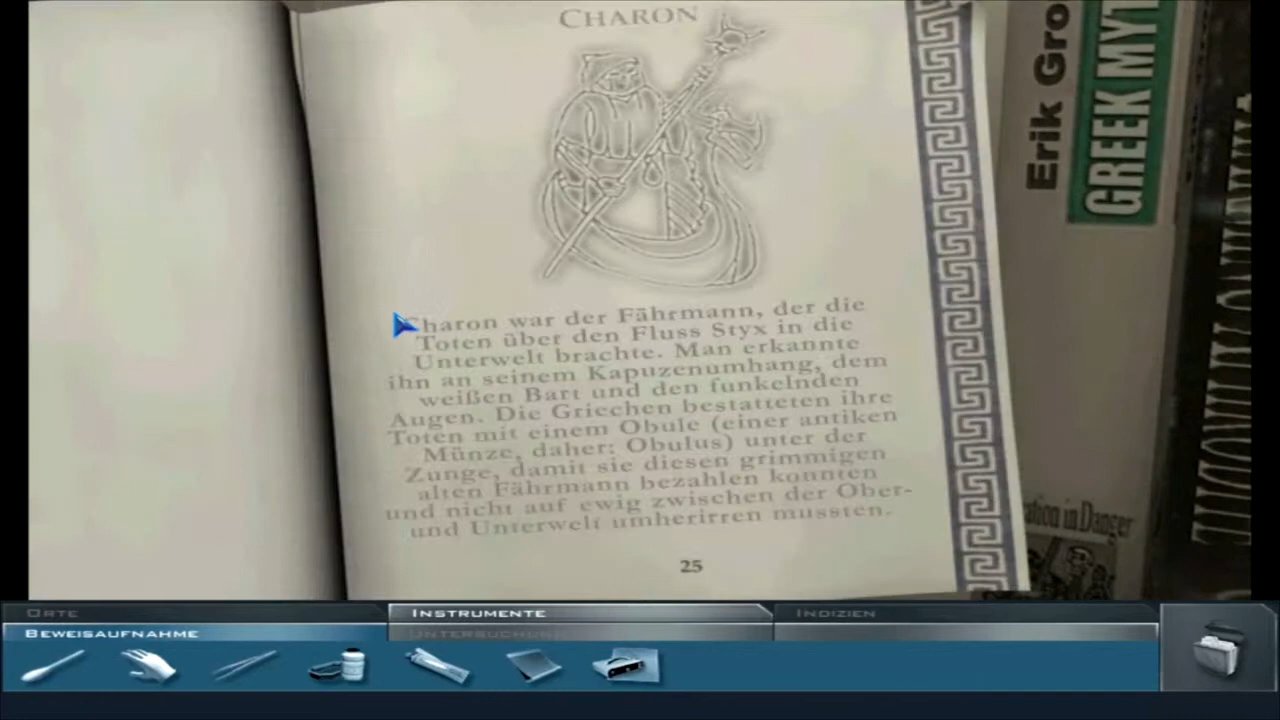 CHARON
Charon war der Fährmann, der die
Toten über den Fluss Styx in die
Unterwelt brachte. Man erkannte
ihn an seinem Kapuzenumhang, dem
weißen Bart und den funkelnden
Augen. Die Griechen bestatteten ihre
Toten mit einem Obule (einer antiken
Münze, daher: Obulus) unter der
Zunge, damit sie diesen grimmigen
alten Fährmann bezahlen konnten
und nicht auf ewig zwischen der Ober-
und Unterwelt umherirren mussten.
25
Erik Gro
GREEK MYT
ation in Danger
ORTE
INSTRUMENTE
INDIZIEN
BEWEISAUFNAHME
UNTERSUCHUNG